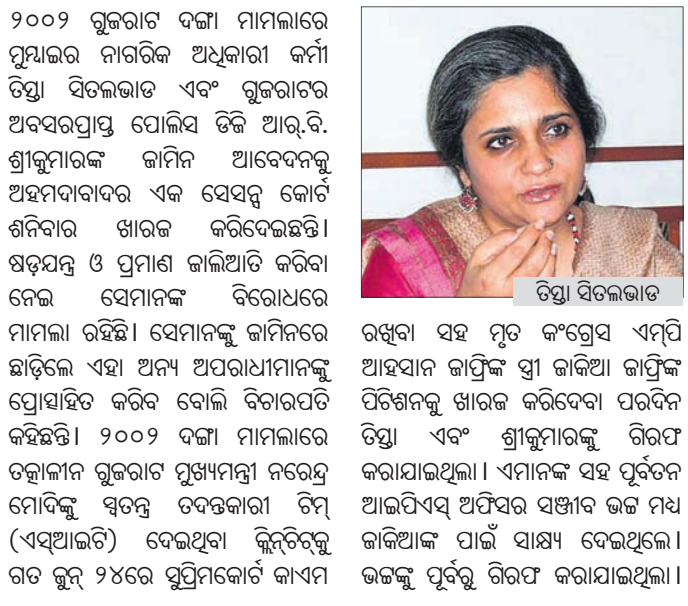 ୨୦୦୨ ଗୁଜରାଟ ଦଙ୍ଗା ମାମଲାରେ
ମୁମ୍ବାଇର ନାଗରିକ ଅଧିକାରୀ କର୍ମୀ
ତିସ୍ତା ସିତଲଭାଡ ଏବଂ ଗୁଜରାଟର
ଅବସରପ୍ରାପ୍ତ ପୋଲିସ ଡିଜି ଆର୍.ବି.
ଶ୍ରୀକୁମାରଙ୍କ ଜାମିନ ଆବେଦନକୁ
ଅହମଦାବାଦର ଏକ ସେସନ୍ସ କୋର୍ଟ
ଶନିବାର ଖାରଜ କରିଦେଇଛନ୍ତି।
ଷଡ଼ଯନ୍ତ୍ର ଓ ପ୍ରମାଣ ଜାଲିଆତି କରିବା
ନେଇ ସେମାନଙ୍କ ବିରୋଧରେ
ମାମଲା ରହିଛି। ସେମାନଙ୍କୁ ଜାମିନରେ
ଛାଡ଼ିଲେ ଏହା ଅନ୍ୟ ଅପରାଧୀମାନଙ୍କୁ
ପ୍ରୋତ୍ସାହିତ କରିବ ବୋଲି ବିଚାରପତି
କହିଛନ୍ତି। ୨୦୦୨ ଦଙ୍ଗା ମାମଲାରେ
ତତ୍କାଳୀନ ଗୁଜରାଟ ମୁଖ୍ୟମନ୍ତ୍ରୀ ନରେନ୍ଦ୍ର
ମୋଦିଙ୍କୁ ସ୍ୱତନ୍ତ୍ର ତଦନ୍ତକାରୀ ଟିମ୍
(ଏସ୍ଆଇଟି) ଦେଇଥିବା କ୍ଲିନ୍‌ଚିଟ୍‌କୁ
ଗତ ଜୁନ୍ ୨୪ରେ ସୁପ୍ରିମକୋର୍ଟ କାଏମ
ତିସ୍ତା ସିତଲଭାଡ
ରଖିବା ସହ ମୃତ କଂଗ୍ରେସ ଏମ୍‌ପି
ଆହସାନ ଜାଫ୍ରିଙ୍କ ସ୍ତ୍ରୀ ଜାକିଆ ଜାଫ୍ରିଙ୍କ
ପିଟିଶନକୁ ଖାରଜ କରିଦେବା ପରଦିନ
ତିସ୍ତା ଏବଂ ଶ୍ରୀକୁମାରଙ୍କୁ ଗିରଫ
କରାଯାଇଥିଲା। ଏମାନଙ୍କ ସହ ପୂର୍ବତନ
ଆଇପିଏସ୍ ଅଫିସର ସଞ୍ଜୀବ ଭଟ୍ଟ ମଧ୍ୟ
ଜାକିଆଙ୍କ ପାଇଁ ସାକ୍ଷ୍ୟ ଦେଇଥିଲେ।
ଭଟ୍ଟଙ୍କୁ ପୂର୍ବରୁ ଗିରଫ କରାଯାଇଥିଲା।